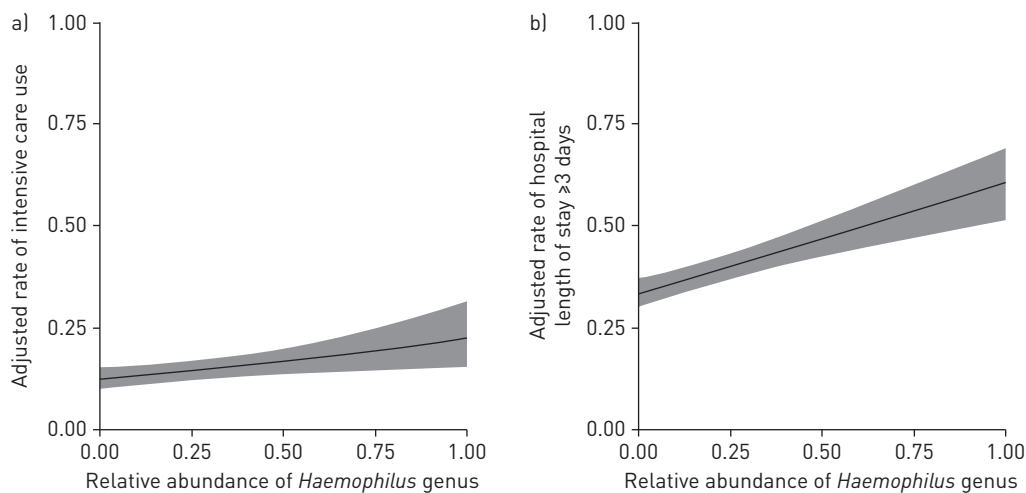 a)
1.00
0.75
0.50
0.25
0.00
Adjusted rate of intensive care use
0.00 0.25 0.50 0.75 1.00
Relative abundance of Haemophilus genus
b)
1.00
0.75
0.50
0.25
0.00
Adjusted rate of hospital
length of stay ≥3 days
0.00 0.25 0.50 0.75 1.00
Relative abundance of Haemophilus genus